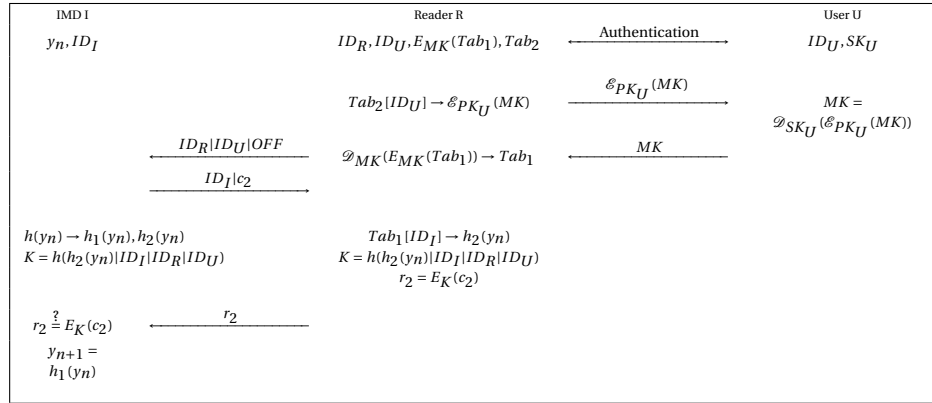 IMD I Reader R User U
y_n, ID_I ID_R, ID_U, E_MK(Tab_1), Tab_2 Authentication ID_U, SK_U
Tab_2[ID_U] → ℰ_PK_U(MK) ℰ_PK_U(MK) MK =
𝒟_SK_U(ℰ_PK_U(MK))
ID_R|ID_U|OFF 𝒟_MK(E_MK(Tab_1)) → Tab_1 MK
ID_I|c_2
h(y_n) → h_1(y_n), h_2(y_n) Tab_1[ID_I] → h_2(y_n)
K = h(h_2(y_n)|ID_I|ID_R|ID_U) K = h(h_2(y_n)|ID_I|ID_R|ID_U)
r_2 = E_K(c_2)
r_2 ≟ E_K(c_2) r_2
y_{n+1} =
h_1(y_n)